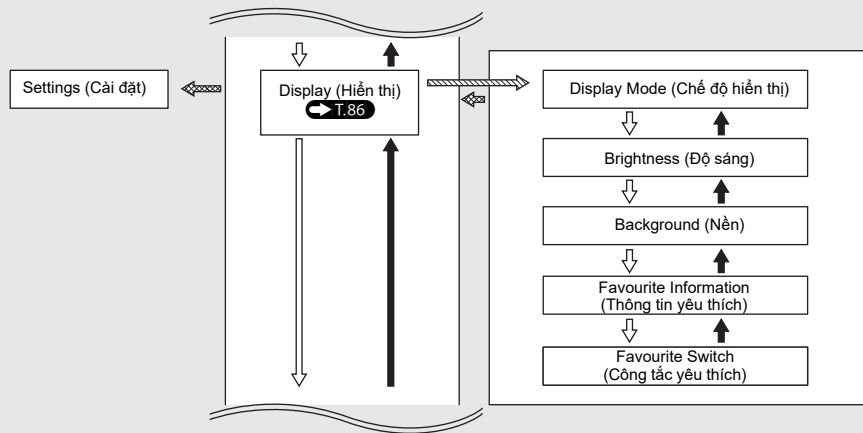 Settings (Cài đặt)
Display (Hiển thị)
T.86
Display Mode (Chế độ hiển thị)
Brightness (Độ sáng)
Background (Nền)
Favourite Information
(Thông tin yêu thích)
Favourite Switch
(Công tắc yêu thích)